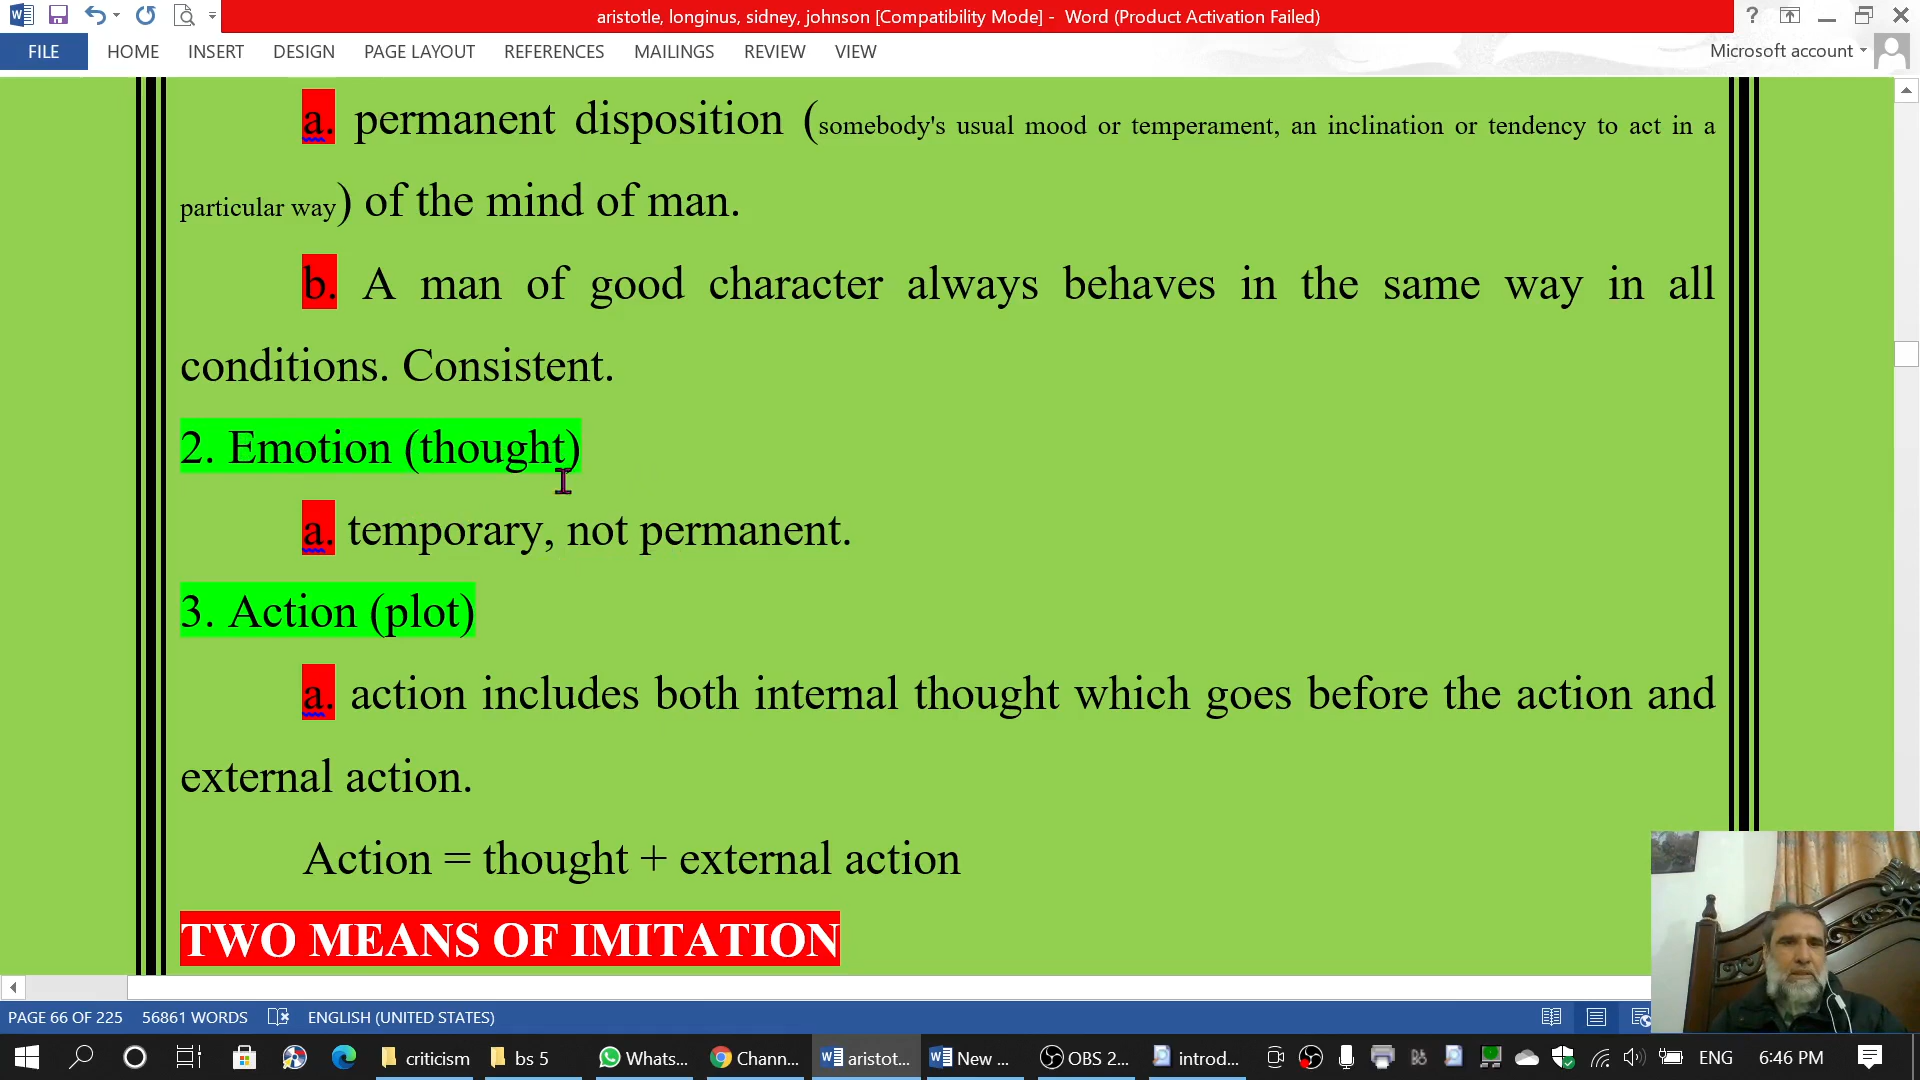 aristotle, longinus, sidney, johnson [Compatibility Mode] - Word (Product Activation Failed)
FILE HOME INSERT DESIGN PAGE LAYOUT REFERENCES MAILINGS REVIEW VIEW Microsoft account
a. permanent disposition (somebody's usual mood or temperament, an inclination or tendency to act in a
particular way) of the mind of man.
b. A man of good character always behaves in the same way in all
conditions. Consistent.
2. Emotion (thought)
a. temporary, not permanent.
3. Action (plot)
a. action includes both internal thought which goes before the action and
external action.
Action = thought + external action
TWO MEANS OF IMITATION
PAGE 66 OF 225 56861 WORDS ENGLISH (UNITED STATES)
criticism bs 5 Whats... Chann... aristot... New ... OBS 2... introd... ENG 6:46 PM